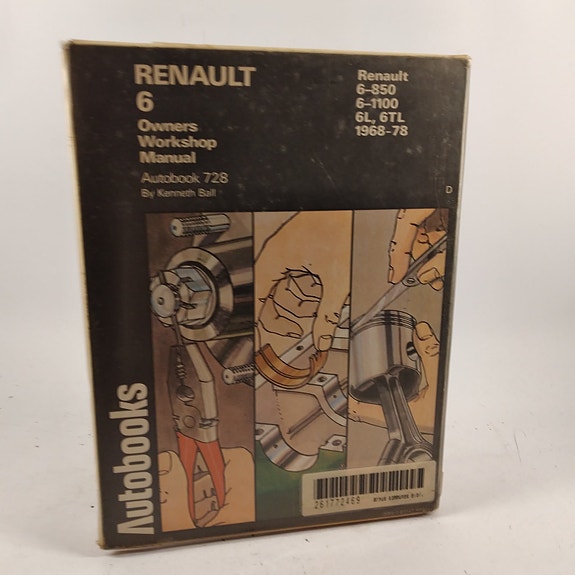 RENAULT
6
Owners
Workshop
Manual
Autobook 728
By Kenneth Ball
Renault
6-850
6-1100
6L, 6TL
1968-78
D
Autobooks
261772469